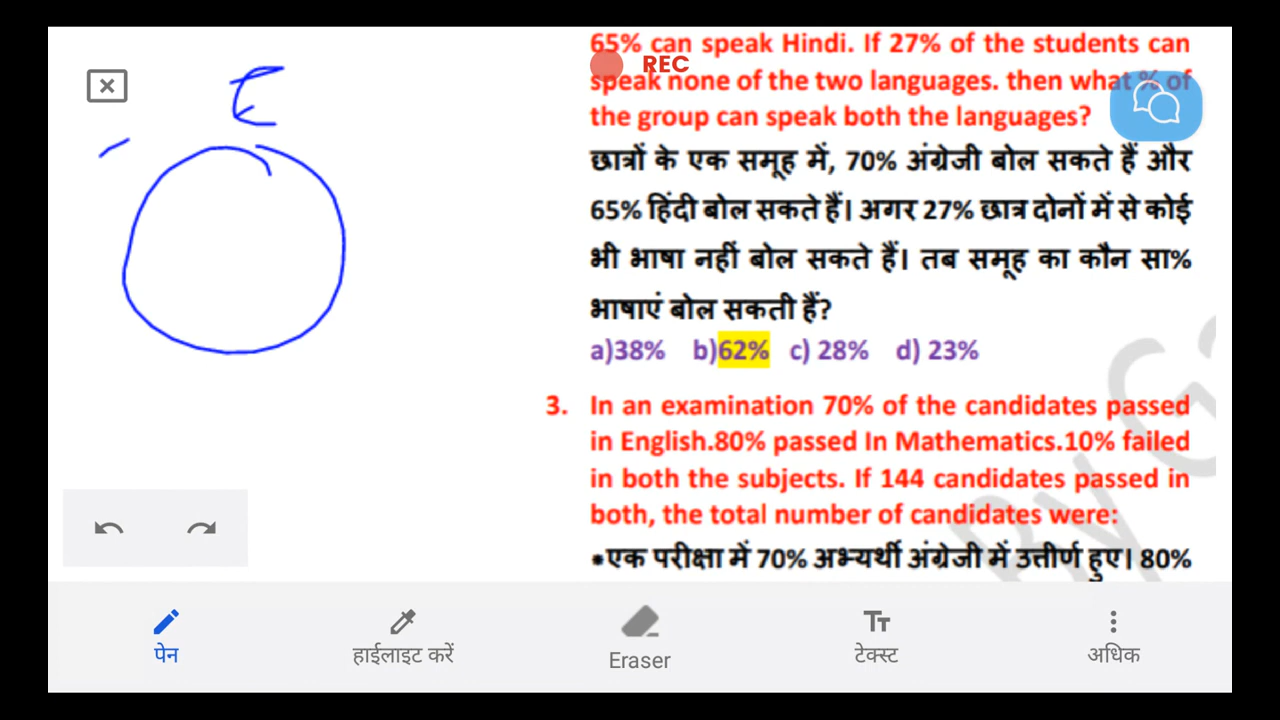 E
65% can speak Hindi. If 27% of the students can
REC
speak none of the two languages. then what % of
the group can speak both the languages?
छात्रों के एक समूह में, 70% अंग्रेजी बोल सकते हैं और
65% हिंदी बोल सकते हैं। अगर 27% छात्र दोनों में से कोई
भी भाषा नहीं बोल सकते हैं। तब समूह का कौन सा%
भाषाएं बोल सकती हैं?
a)38% b)62% c) 28% d) 23%
3. In an examination 70% of the candidates passed
in English.80% passed In Mathematics.10% failed
in both the subjects. If 144 candidates passed in
both, the total number of candidates were:
•एक परीक्षा में 70% अभ्यर्थी अंग्रेजी में उत्तीर्ण हुए। 80%
पेन
हाईलाइट करें
Eraser
टेक्स्ट
अधिक